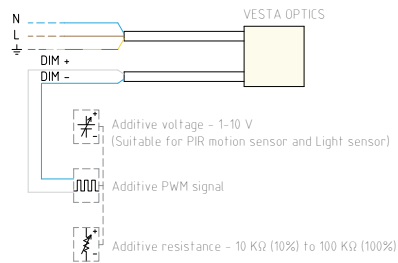 VESTA OPTICS
N
L
DIM +
DIM -
+
-
Additive voltage - 1-10 V
(Suitable for PIR motion sensor and Light sensor)
Additive PWM signal
+
-
Additive resistance - 10 KΩ (10%) to 100 KΩ (100%)